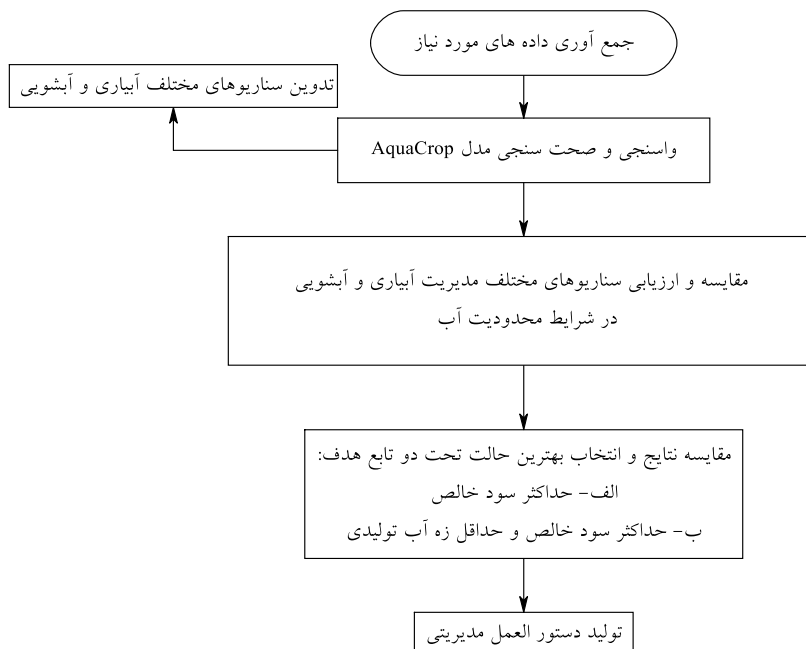 جمع آوری داده های مورد نیاز
تدوین سناریوهای مختلف آبیاری و آبشویی
واسنجی و صحت سنجی مدل AquaCrop
مقایسه و ارزیابی سناریوهای مختلف مدیریت آبیاری و آبشویی
در شرایط محدودیت آب
مقایسه نتایج و انتخاب بهترین حالت تحت دو تابع هدف:
الف- حداکثر سود خالص
ب- حداکثر سود خالص و حداقل زه آب تولیدی
تولید دستور العمل مدیریتی